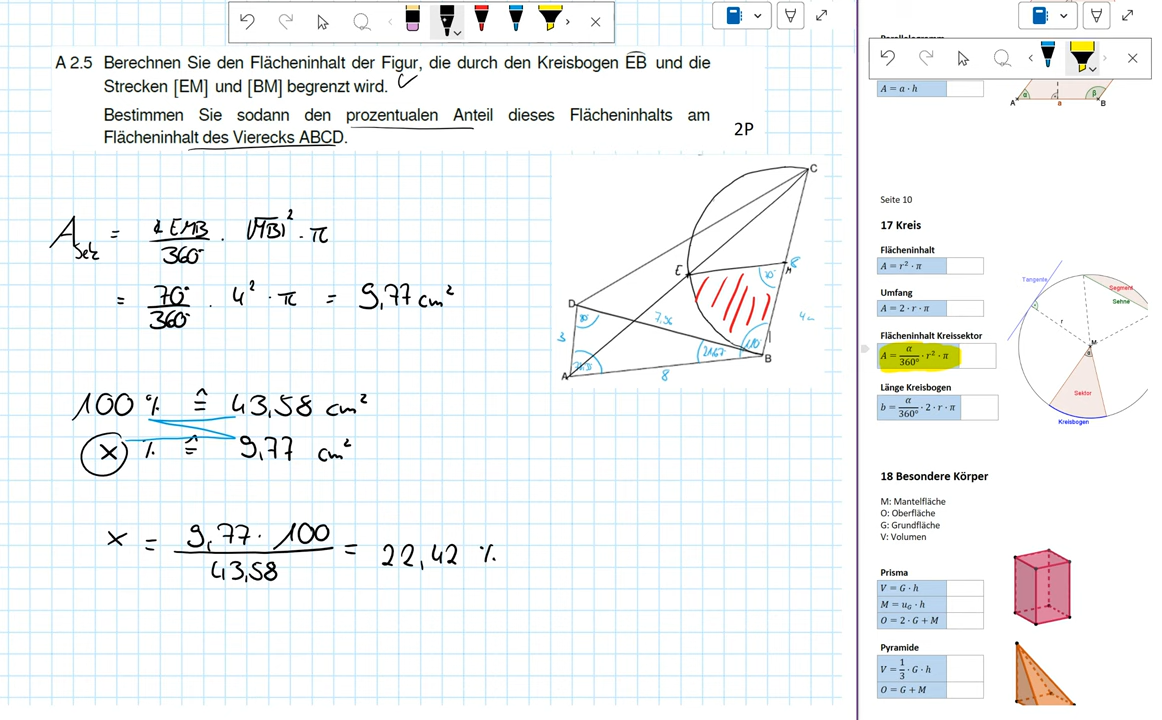 A 2.5 Berechnen Sie den Flächeninhalt der Figur, die durch den Kreisbogen EB und die
Strecken [EM] und [BM] begrenzt wird.
Bestimmen Sie sodann den prozentualen Anteil dieses Flächeninhalts am
Flächeninhalt des Vierecks ABCD.
2P
A Sek = ∢EMB / 360° · |MB|² · π
= 70° / 360° · 4² · π = 9,77 cm²
100 % ≙ 43,58 cm²
x % ≙ 9,77 cm²
x = 9,77 · 100 / 43,58 = 22,42 %
C
E
M
70°
D
7,96
3
8
A
B
A = a · h
α
β
A
a
B
Seite 10
17 Kreis
Flächeninhalt
A = r² · π
Umfang
A = 2 · r · π
Flächeninhalt Kreissektor
A = α / 360° · r² · π
Länge Kreisbogen
b = α / 360° · 2 · r · π
Tangente
Segment
Sehne
r
M
α
Sektor
Kreisbogen
18 Besondere Körper
M: Mantelfläche
O: Oberfläche
G: Grundfläche
V: Volumen
Prisma
V = G · h
M = u_G · h
O = 2 · G + M
Pyramide
V = 1/3 · G · h
O = G + M